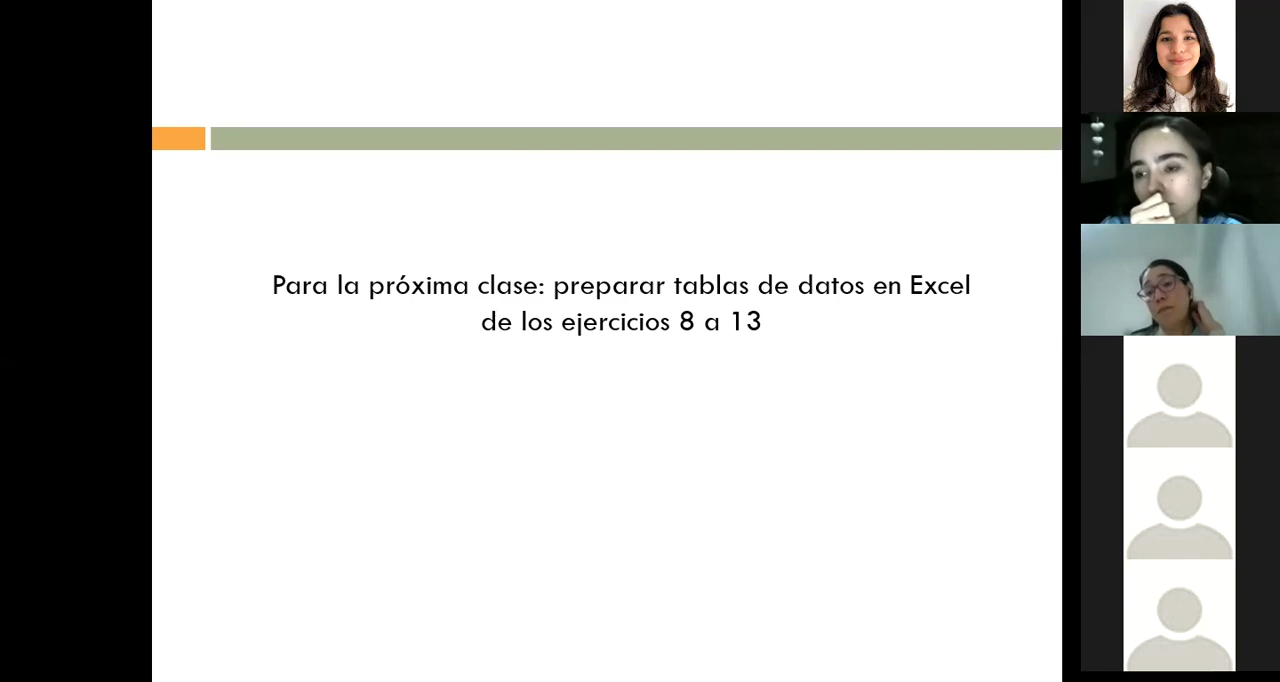 Para la próxima clase: preparar tablas de datos en Excel
de los ejercicios 8 a 13